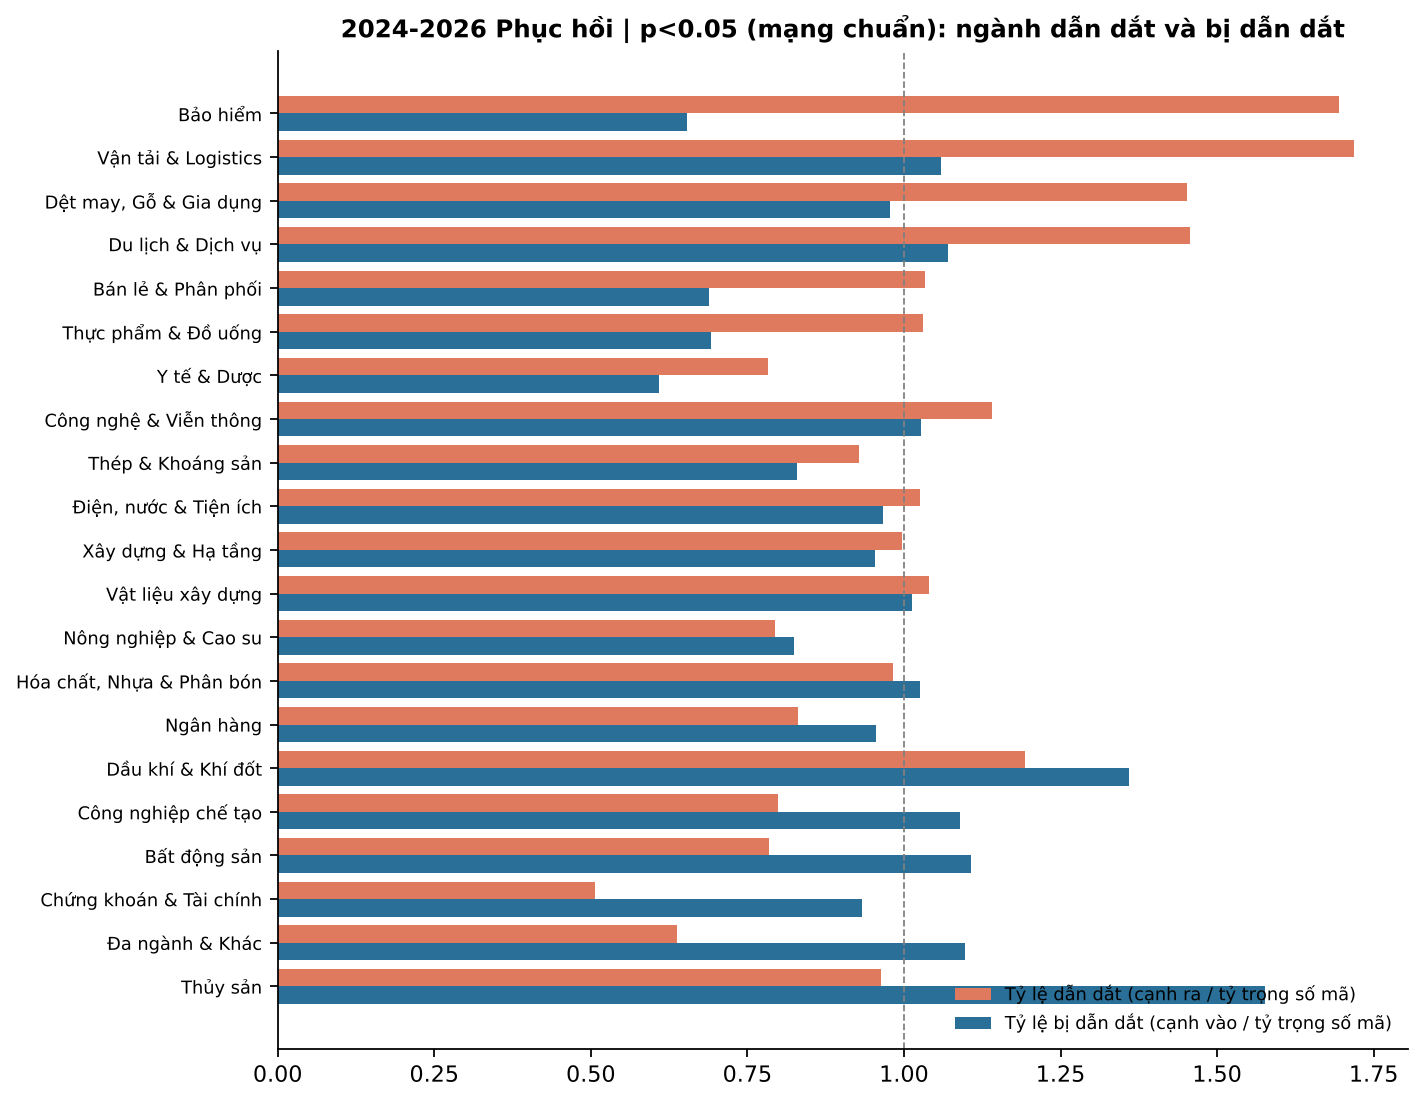 2024-2026 Phục hồi | p<0.05 (mạng chuẩn): ngành dẫn dắt và bị dẫn dắt
Bảo hiểm
Vận tải & Logistics
Dệt may, Gỗ & Gia dụng
Du lịch & Dịch vụ
Bán lẻ & Phân phối
Thực phẩm & Đồ uống
Y tế & Dược
Công nghệ & Viễn thông
Thép & Khoáng sản
Điện, nước & Tiện ích
Xây dựng & Hạ tầng
Vật liệu xây dựng
Nông nghiệp & Cao su
Hóa chất, Nhựa & Phân bón
Ngân hàng
Dầu khí & Khí đốt
Công nghiệp chế tạo
Bất động sản
Chứng khoán & Tài chính
Đa ngành & Khác
Thủy sản
Tỷ lệ dẫn dắt (cạnh ra / tỷ trọng số mã)
Tỷ lệ bị dẫn dắt (cạnh vào / tỷ trọng số mã)
0.00 0.25 0.50 0.75 1.00 1.25 1.50 1.75